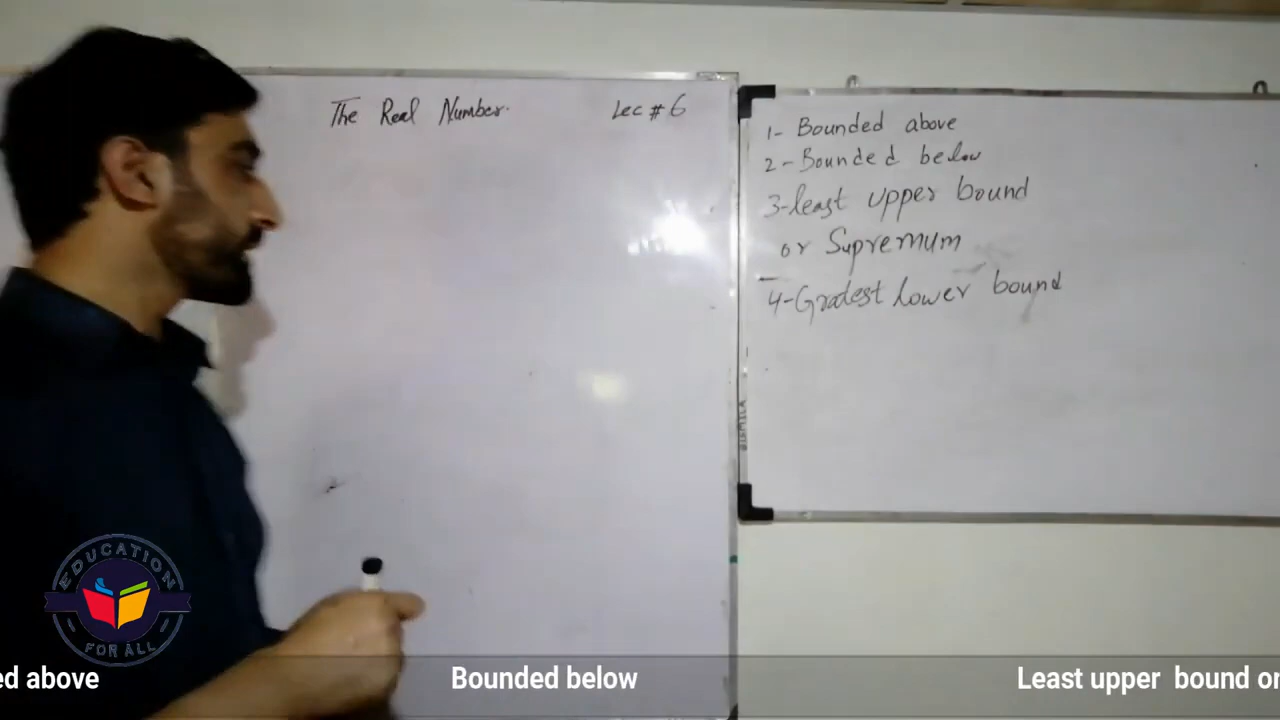 The Real Number.
Lec # 6
1- Bounded above
2- Bounded below
3-least upper bound
or Supremum
4-Gradest lower bound
EDUCATION
FOR ALL
ed above
Bounded below
Least upper bound or